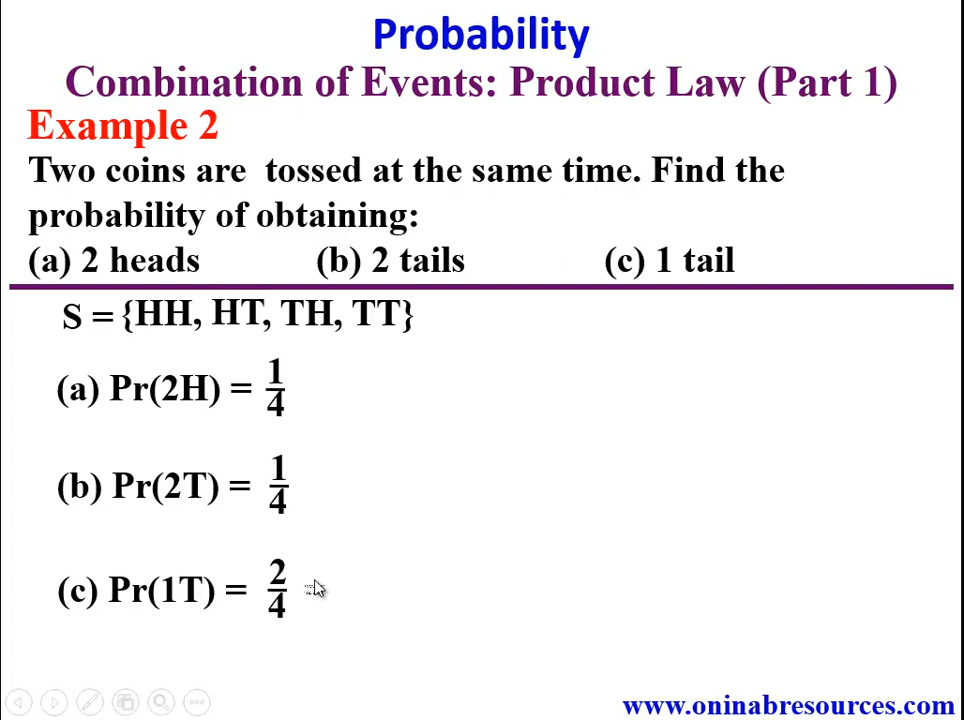 Probability
Combination of Events: Product Law (Part 1)
Example 2
Two coins are tossed at the same time. Find the
probability of obtaining:
(a) 2 heads (b) 2 tails (c) 1 tail
S = {HH, HT, TH, TT}
(a) Pr(2H) = 1/4
(b) Pr(2T) = 1/4
(c) Pr(1T) = 2/4 =
www.oninabresources.com